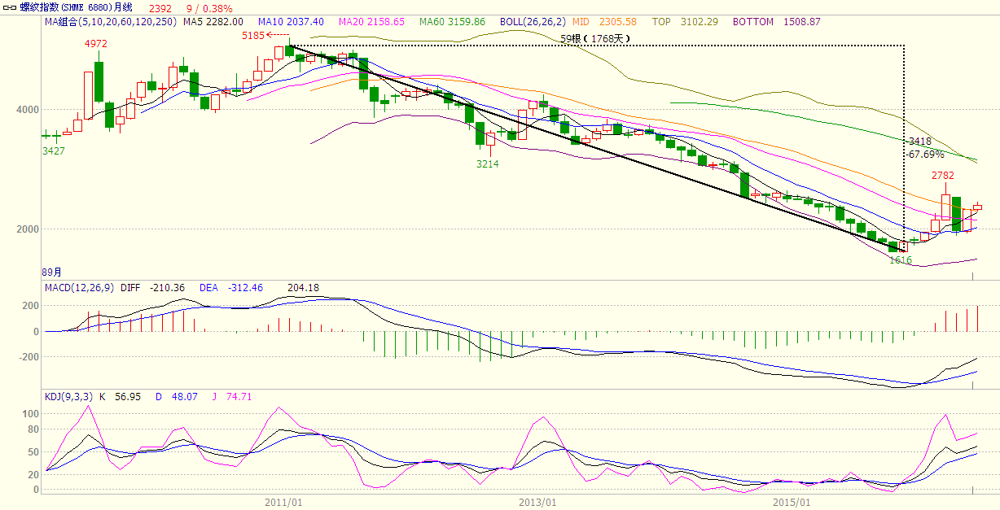 螺纹指数(SHME 6880)月线 2392 9 / 0.38%
MA组合(5,10,20,60,120,250) MA5 2282.00 MA10 2037.40 MA20 2158.65 MA60 3159.86 BOLL(26,26,2) MID 2305.58 TOP 3102.29 BOTTOM 1508.87
5185
59根(1768天)
4972
4000
3418
3427
-67.69%
3214
2782
2000
1616
89月
MACD(12,26,9) DIFF -210.36 DEA -312.46 204.18
200
0
-200
KDJ(9,3,3) K 56.95 D 48.07 J 74.71
100
80
50
20
0
2011/01 2013/01 2015/01